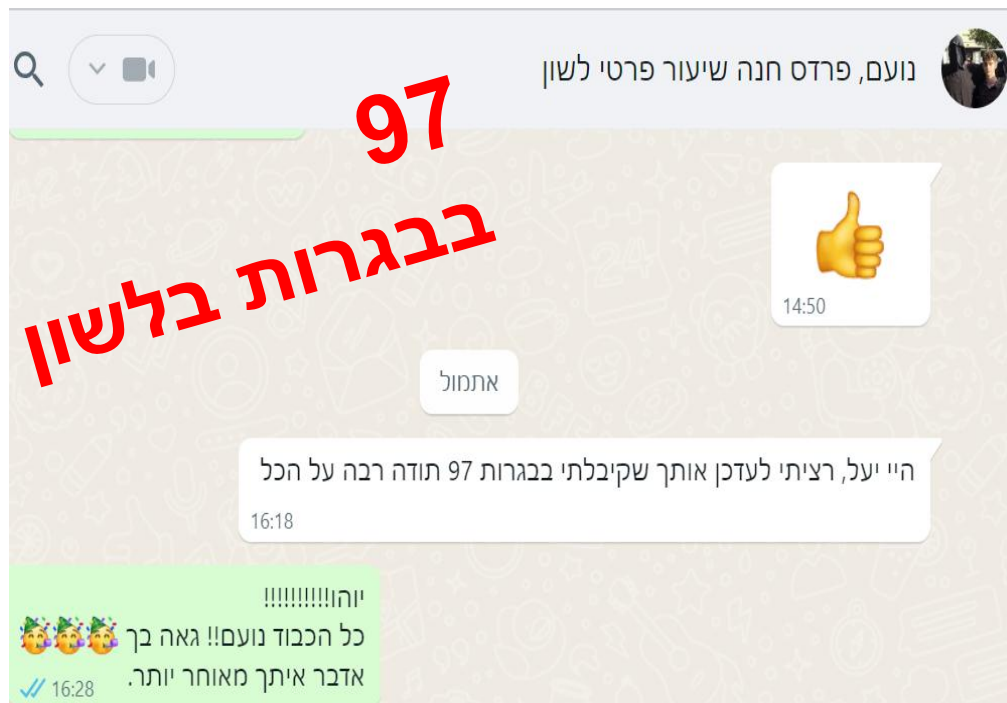 נועם, פרדס חנה שיעור פרטי לשון
97
בבגרות בלשון
14:50
אתמול
היי יעל, רציתי לעדכן אותך שקיבלתי בבגרות 97 תודה רבה על הכל
16:18
יוהו!!!!!!!!!!
כל הכבוד נועם!! גאה בך
אדבר איתך מאוחר יותר.
16:28